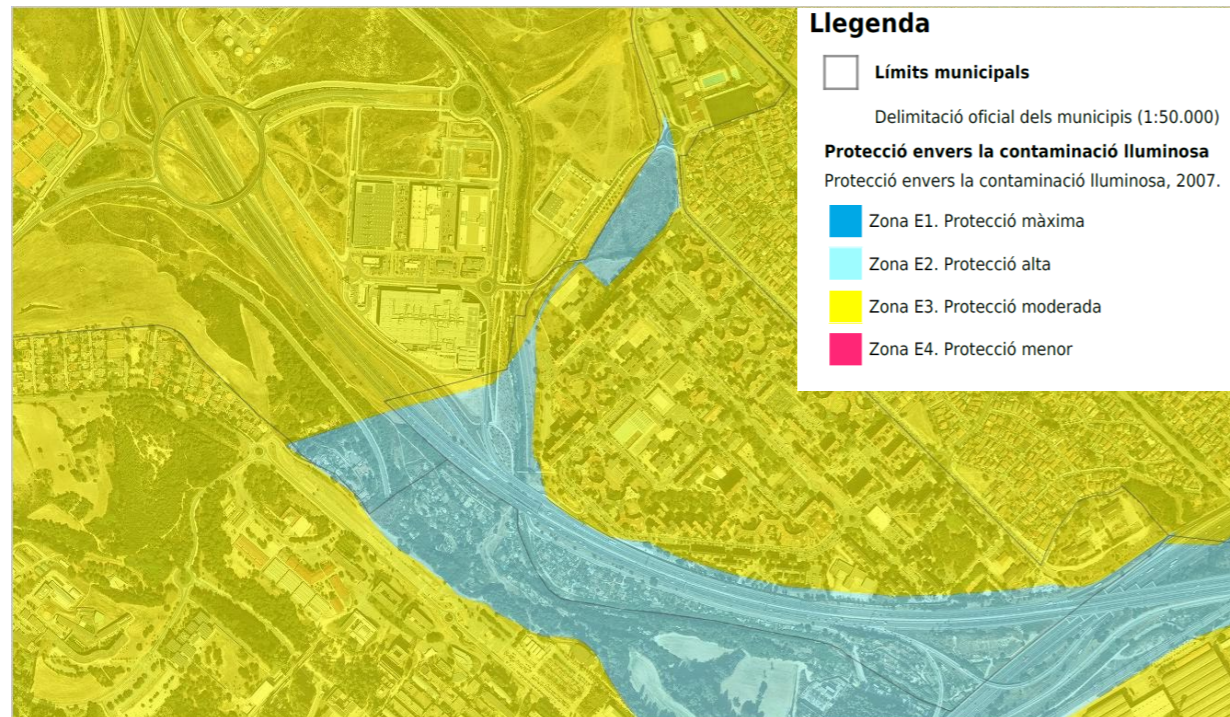 Llegenda
Límits municipals
Delimitació oficial dels municipis (1:50.000)
Protecció envers la contaminació lluminosa
Protecció envers la contaminació lluminosa, 2007.
Zona E1. Protecció màxima
Zona E2. Protecció alta
Zona E3. Protecció moderada
Zona E4. Protecció menor